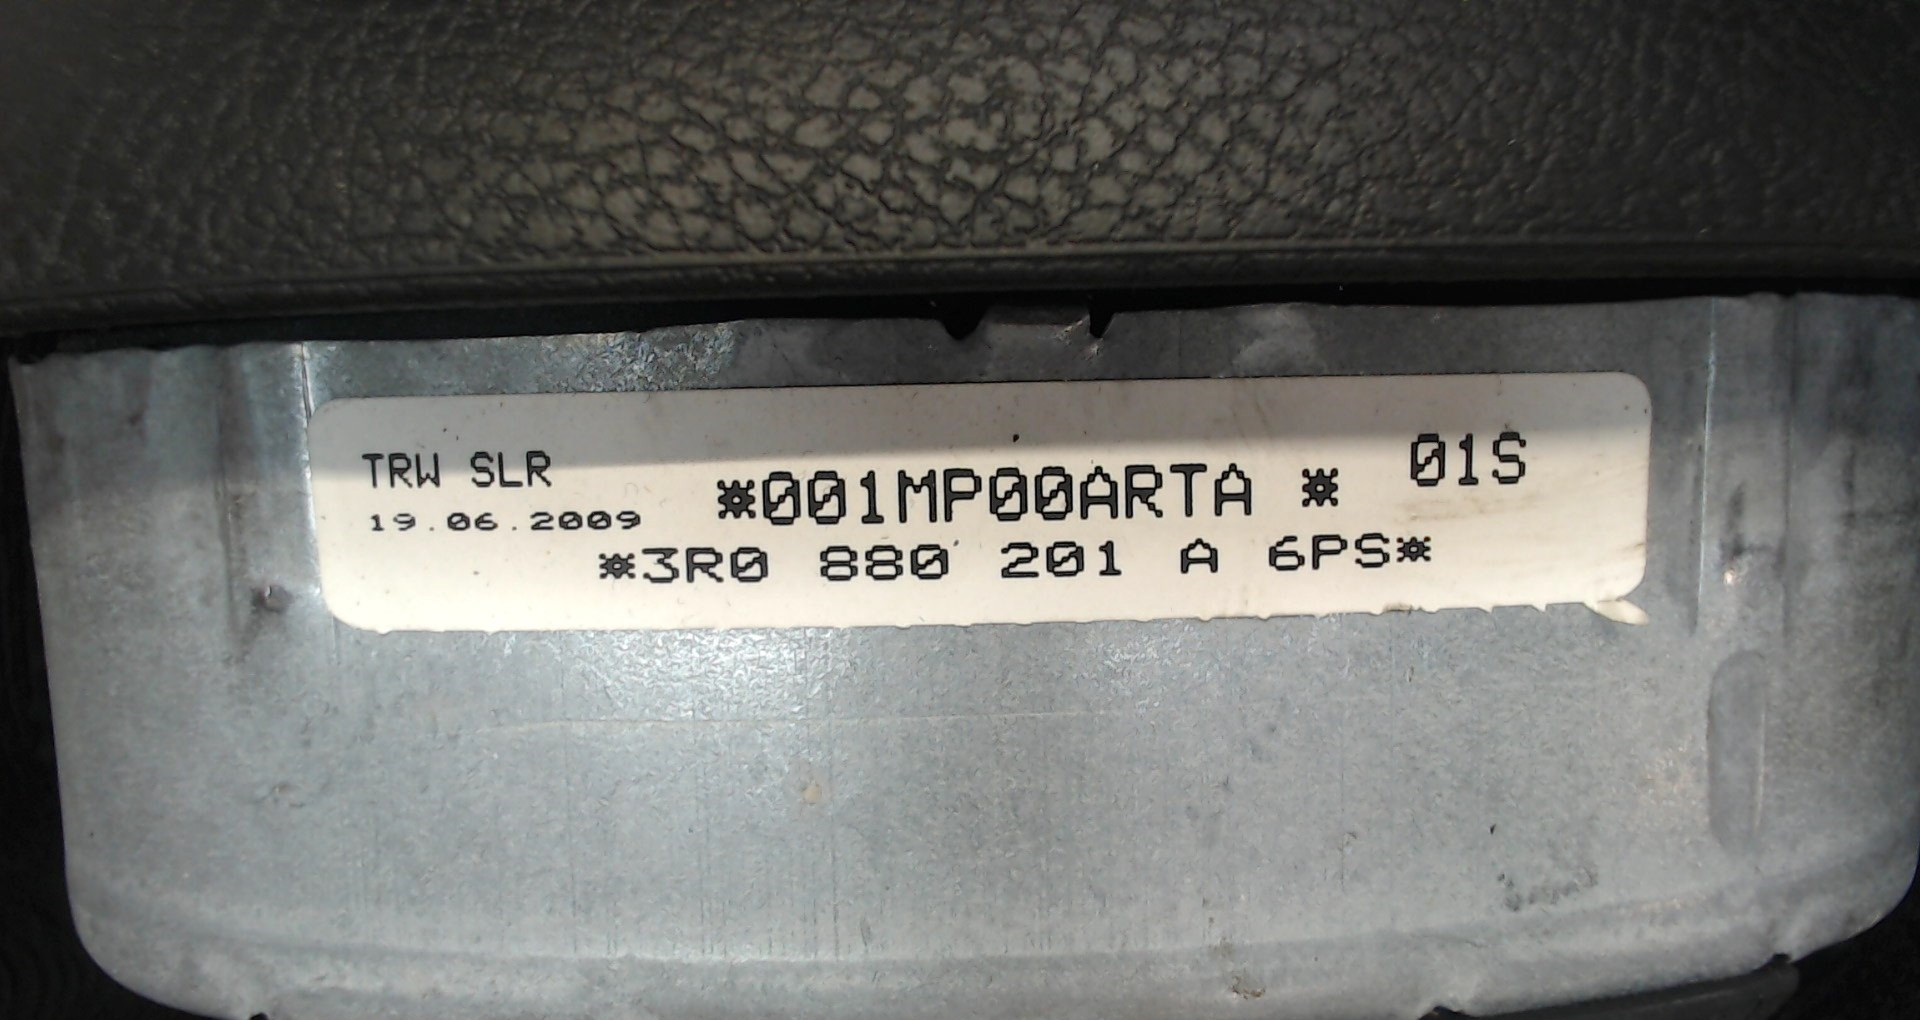 TRW SLR *001MP00ARTA * 01S
19.06.2009
*3R0 880 201 A 6PS*